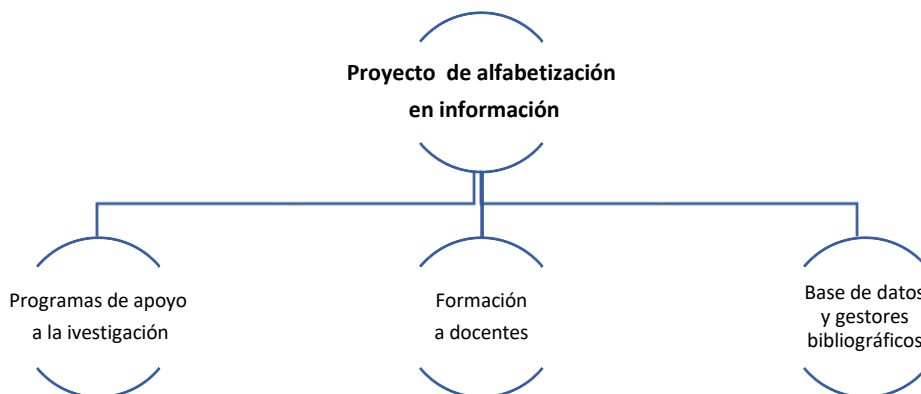 Proyecto de alfabetización
en información
Programas de apoyo
a la ivestigación
Formación
a docentes
Base de datos
y gestores
bibliográficos